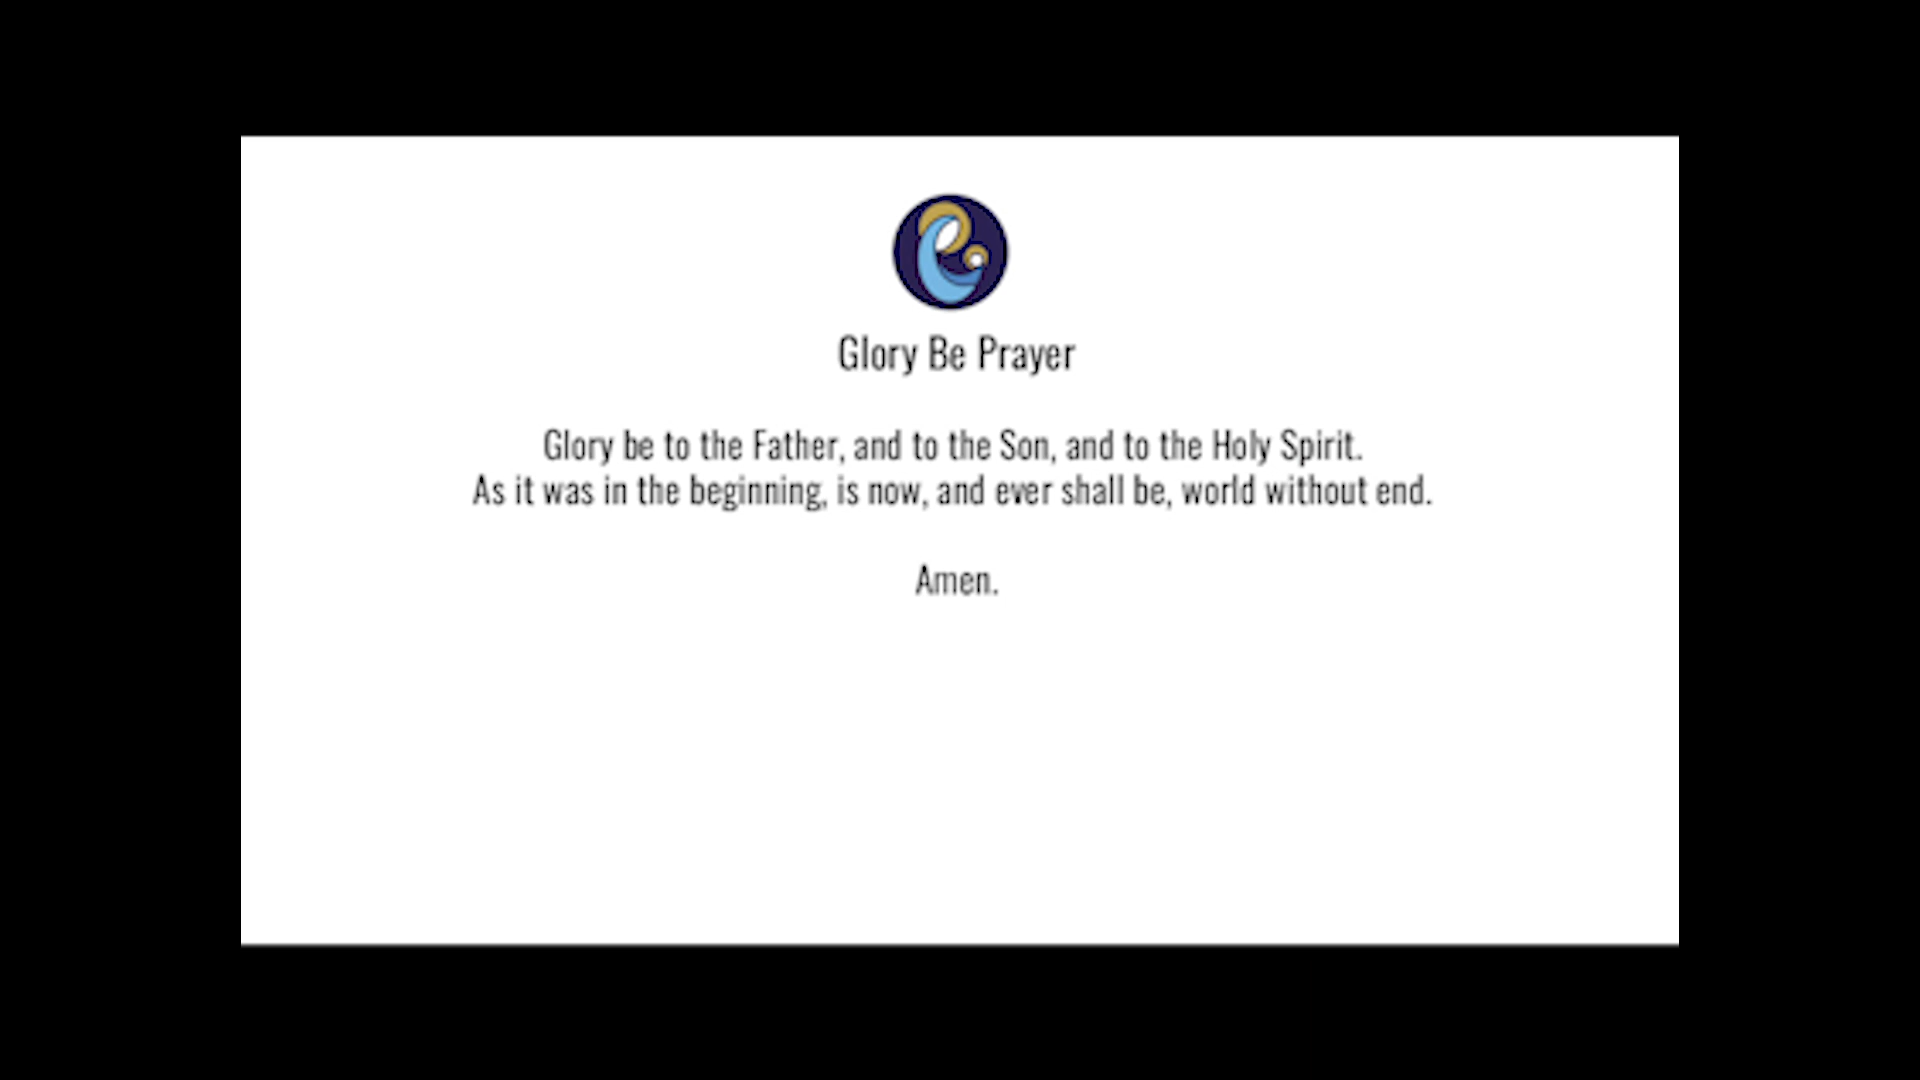 Glory Be Prayer
Glory be to the Father, and to the Son, and to the Holy Spirit.
As it was in the beginning, is now, and ever shall be, world without end.
Amen.